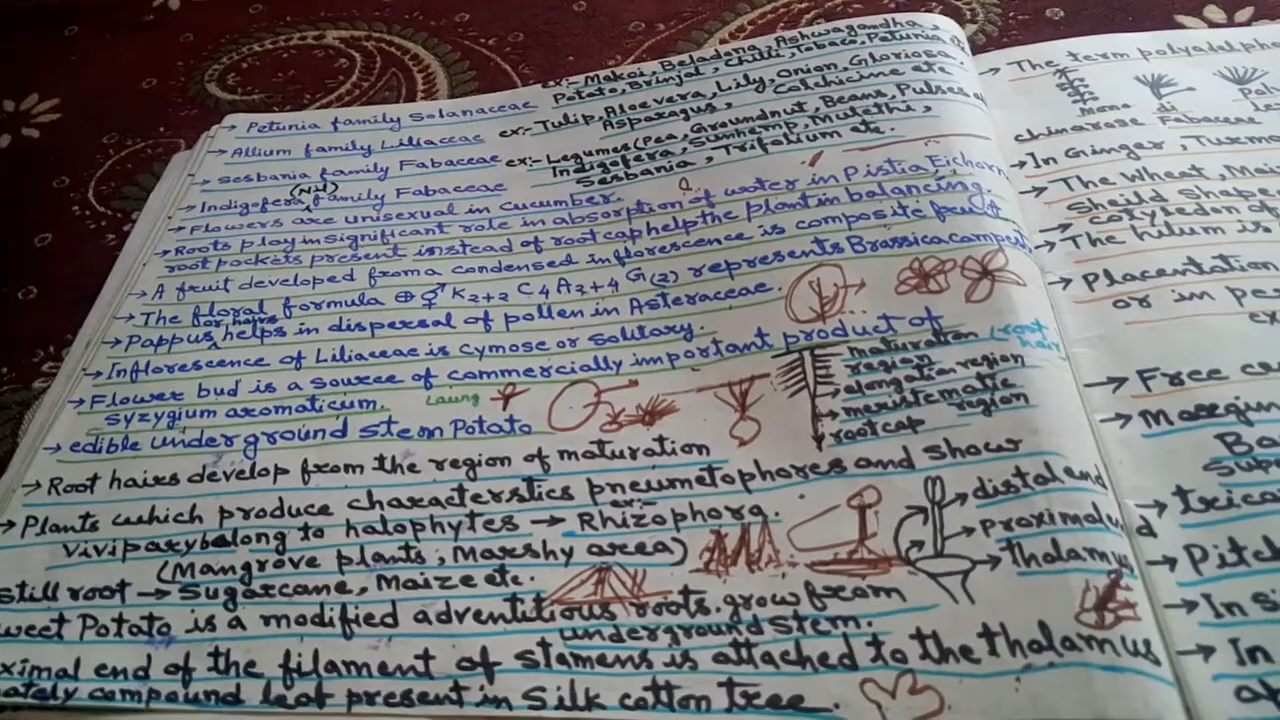 → Petunia family Solanaceae
ex:- Makoi, Beladona, Ashwagandha,
Potato, Brinjal, Chilli, Tobaco, Petunia
→ Allium family Liliaceae
ex:- Tulip, Aloevera, Lily, Onion, Gloriosa,
Asparagus, Colchicine etc
→ Sesbania family Fabaceae
ex:- Legumes (Pea, Groundnut, Beans, Pulses
Indigofera, Sunhemp, Mulethi,
Sesbania, Trifolium etc.
→ Indigofera family Fabaceae
→ Flowers are unisexual in cucumber.
→ Roots play insignificant role in absorption of water in Pistia, Eichorn
root pockets present instead of root cap help the plant in balancing.
→ A fruit developed from a condensed inflorescence is composite fruit
→ The floral formula ⊕ ⚥ K2+2 C4 A2+4 G(2) represents Brassica campest
→ Pappus or hairs helps in dispersal of pollen in Asteraceae.
→ Inflorescence of Liliaceae is cymose or solitary.
→ Flower bud is a source of commercially important product of
syzygium aromaticum. Laung
→ edible underground stem Potato
maturation (root
region hair
elongation region
meristematic
region
root cap
→ Root hairs develop from the region of maturation
→ Plants which produce characterstics pneumetophores and show
vivipary belong to halophytes → ex:- Rhizophora.
(Mangrove plants, Marshy area)
distal end
proximal end
thalamus
still root → Sugarcane, Maize etc.
weet Potato is a modified adventitious roots. grow from
underground stem.
ximal end of the filament of stamens is attached to the thalamus
ately compound leaf present in silk cotton tree.
→ The term polyadelpho
Mono di Pol
chinarose Fabaceae Le
→ In Ginger, Turme
→ The Wheat, Mai
Sheild Shape
→ cotyledon of
→ The hilum is
→ Placentation
or in pe
ex
→ Free ce
→ Margin
Ba
Sup
→ trica
→ Pitc
→ In S
→ In